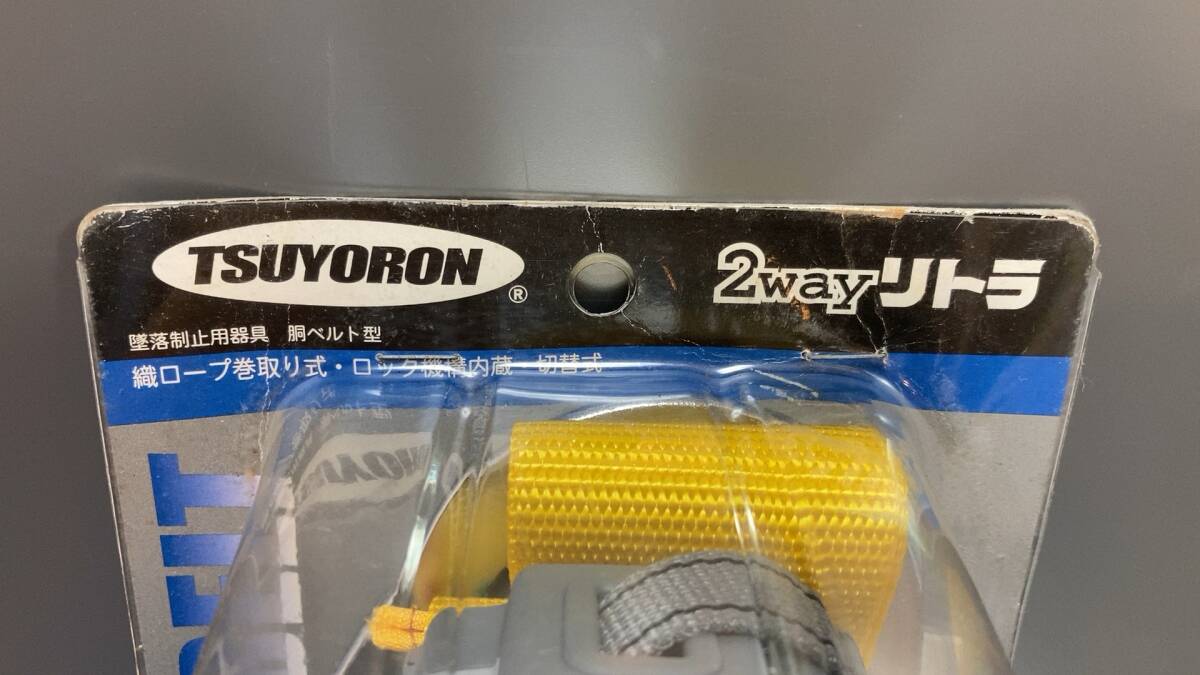 TSUYORON®
2wayリトラ
墜落制止用器具 胴ベルト型
織ロープ巻取り式・ロック機構内蔵 切替式